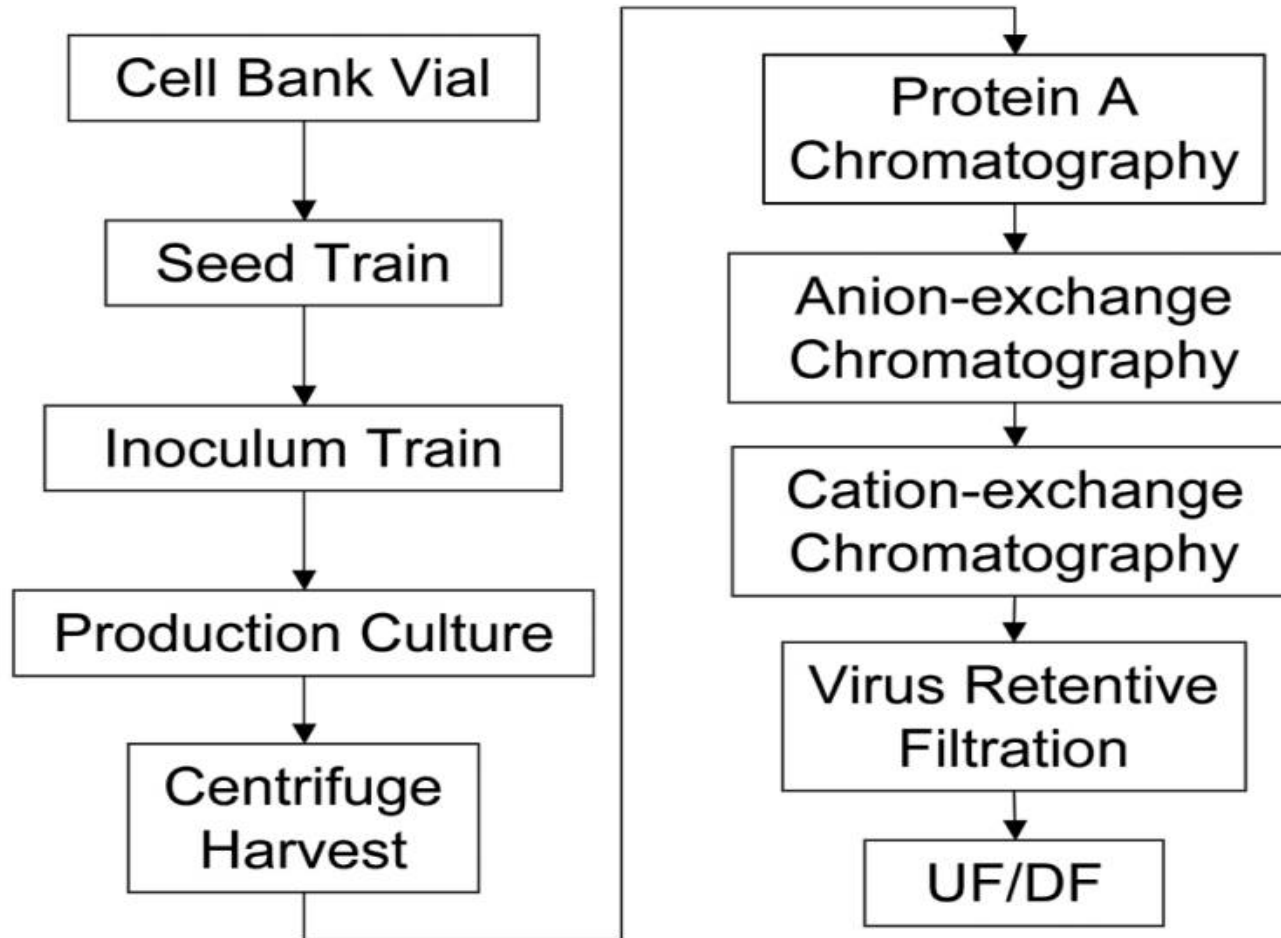 Cell Bank Vial
Seed Train
Inoculum Train
Production Culture
Centrifuge
Harvest
Protein A
Chromatography
Anion-exchange
Chromatography
Cation-exchange
Chromatography
Virus Retentive
Filtration
UF/DF